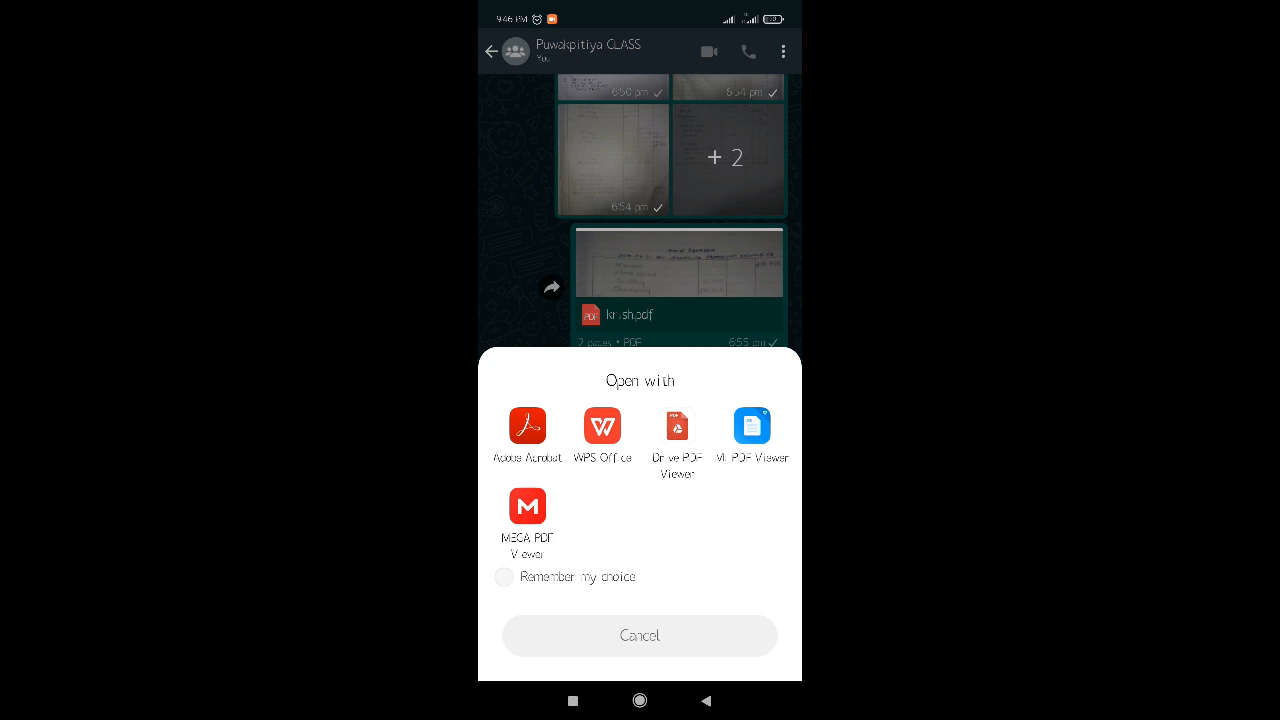 9:46 PM
Puwakpitiya CLASS
You
6:50 pm
6:54 pm
+ 2
6:54 pm
PDF
krish.pdf
2 pages • PDF
6:55 pm
Open with
PDF
Adobe Acrobat
WPS Office
Drive PDF
Viewer
Mi PDF Viewer
MEGA PDF
Viewer
Remember my choice
Cancel